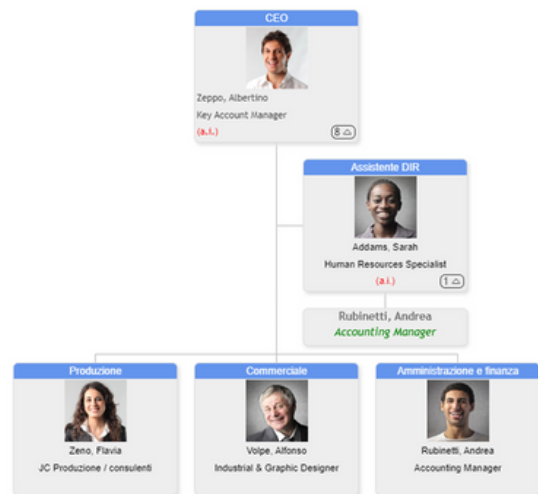 CEO
Zeppo, Albertino
Key Account Manager
(a.i.)
8
Assistente DIR
Addams, Sarah
Human Resources Specialist
(a.i.)
1
Rubinetti, Andrea
Accounting Manager
Produzione
Zeno, Flavia
JC Produzione / consulenti
Commerciale
Volpe, Alfonso
Industrial & Graphic Designer
Amministrazione e finanza
Rubinetti, Andrea
Accounting Manager